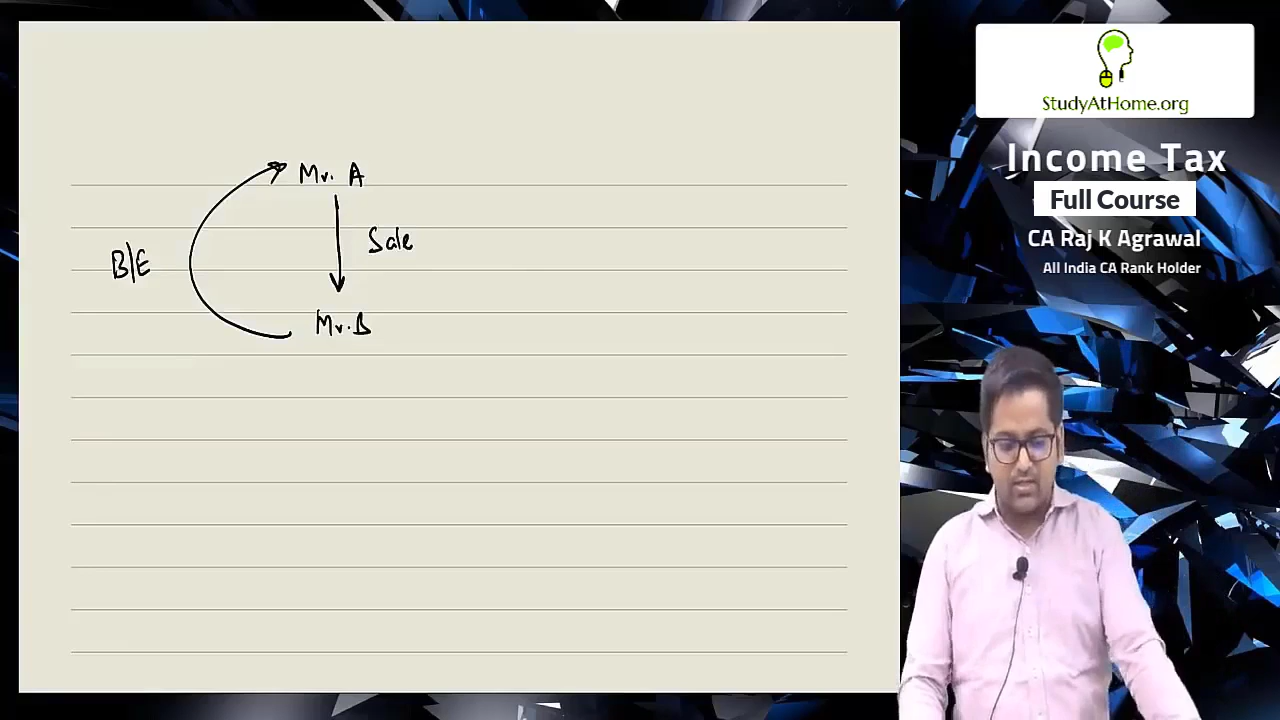 Mr. A
Sale
B/E
Mr. B
StudyAtHome.org
Income Tax
Full Course
CA Raj K Agrawal
All India CA Rank Holder